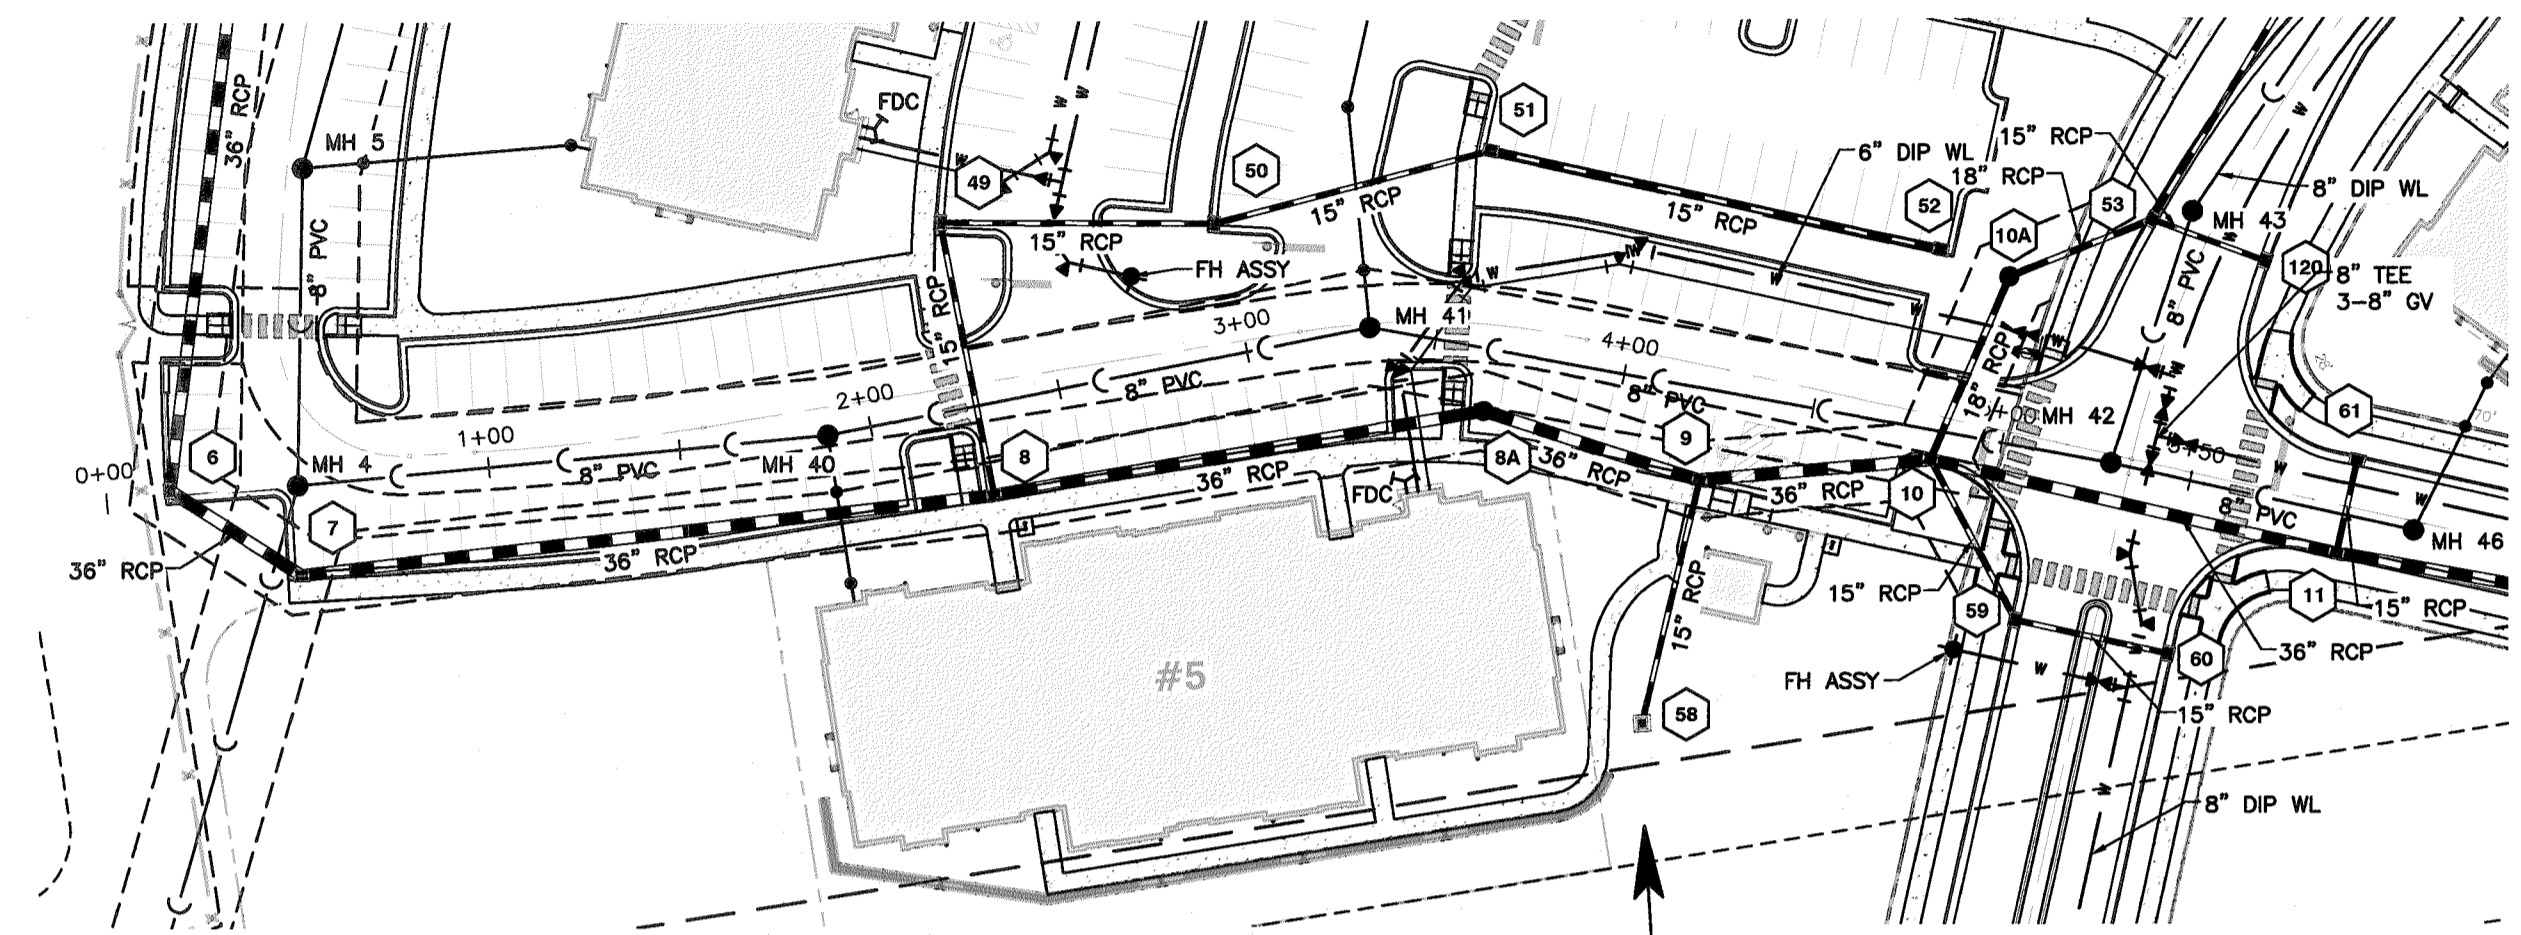 36" RCP
MH 5
FDC
W
W
W
49
50
51
15" RCP
6" DIP WL
18" RCP
15" RCP
15" RCP
52
53
10A
8" DIP WL
MH 43
W
120
8" TEE
3-8" GV
8" PVC
15" RCP
FH ASSY
15" RCP
W
W
W
W
W
8" PVC
3+00
MH 41
4+00
18" RCP
W
2+00
8" PVC
8" PVC
1+00
MH 42
61
0+00
6
MH 4
8" PVC
MH 40
8
36" RCP
8A
36" RCP
9
FDC
36" RCP
10
8" PVC
W
W
MH 46
7
36" RCP
36" RCP
15" RCP
15" RCP
59
11
15" RCP
#5
FH ASSY
W
60
36" RCP
58
15" RCP
W
8" DIP WL